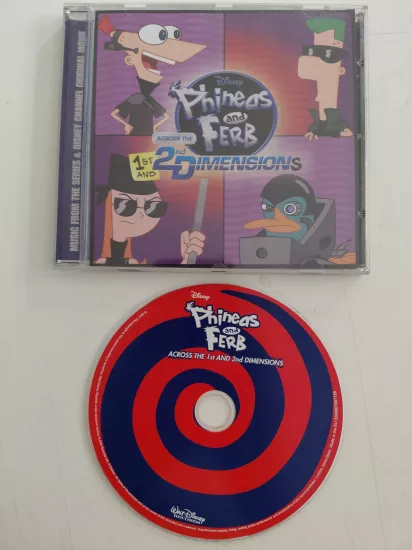 MUSIC FROM THE SERIES & DISNEY CHANNEL ORIGINAL MOVIE
Disney
Phineas
and
FERB
ACROSS THE
1ST
AND
2nd
DIMENSIONS
Disney
Phineas
and
FERB
ACROSS THE 1st AND 2nd DIMENSIONS
WALT DISNEY
RECORDS